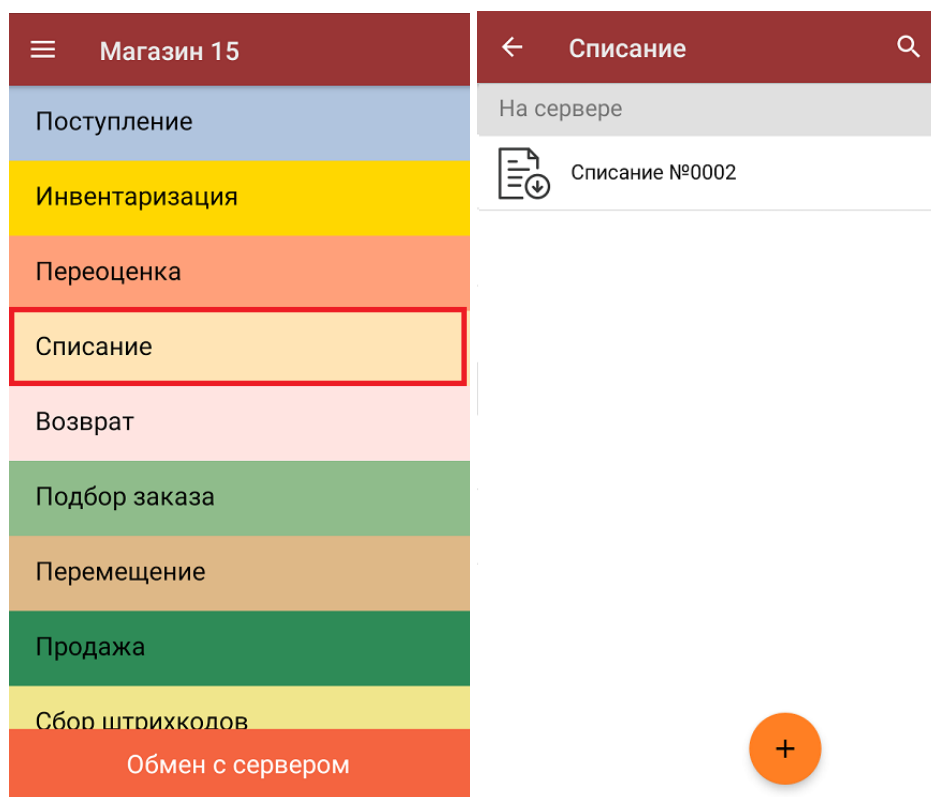 Магазин 15
Поступление
Инвентаризация
Переоценка
Списание
Возврат
Подбор заказа
Перемещение
Продажа
Сбор штрихкодов
Обмен с сервером
Списание
На сервере
Списание №0002